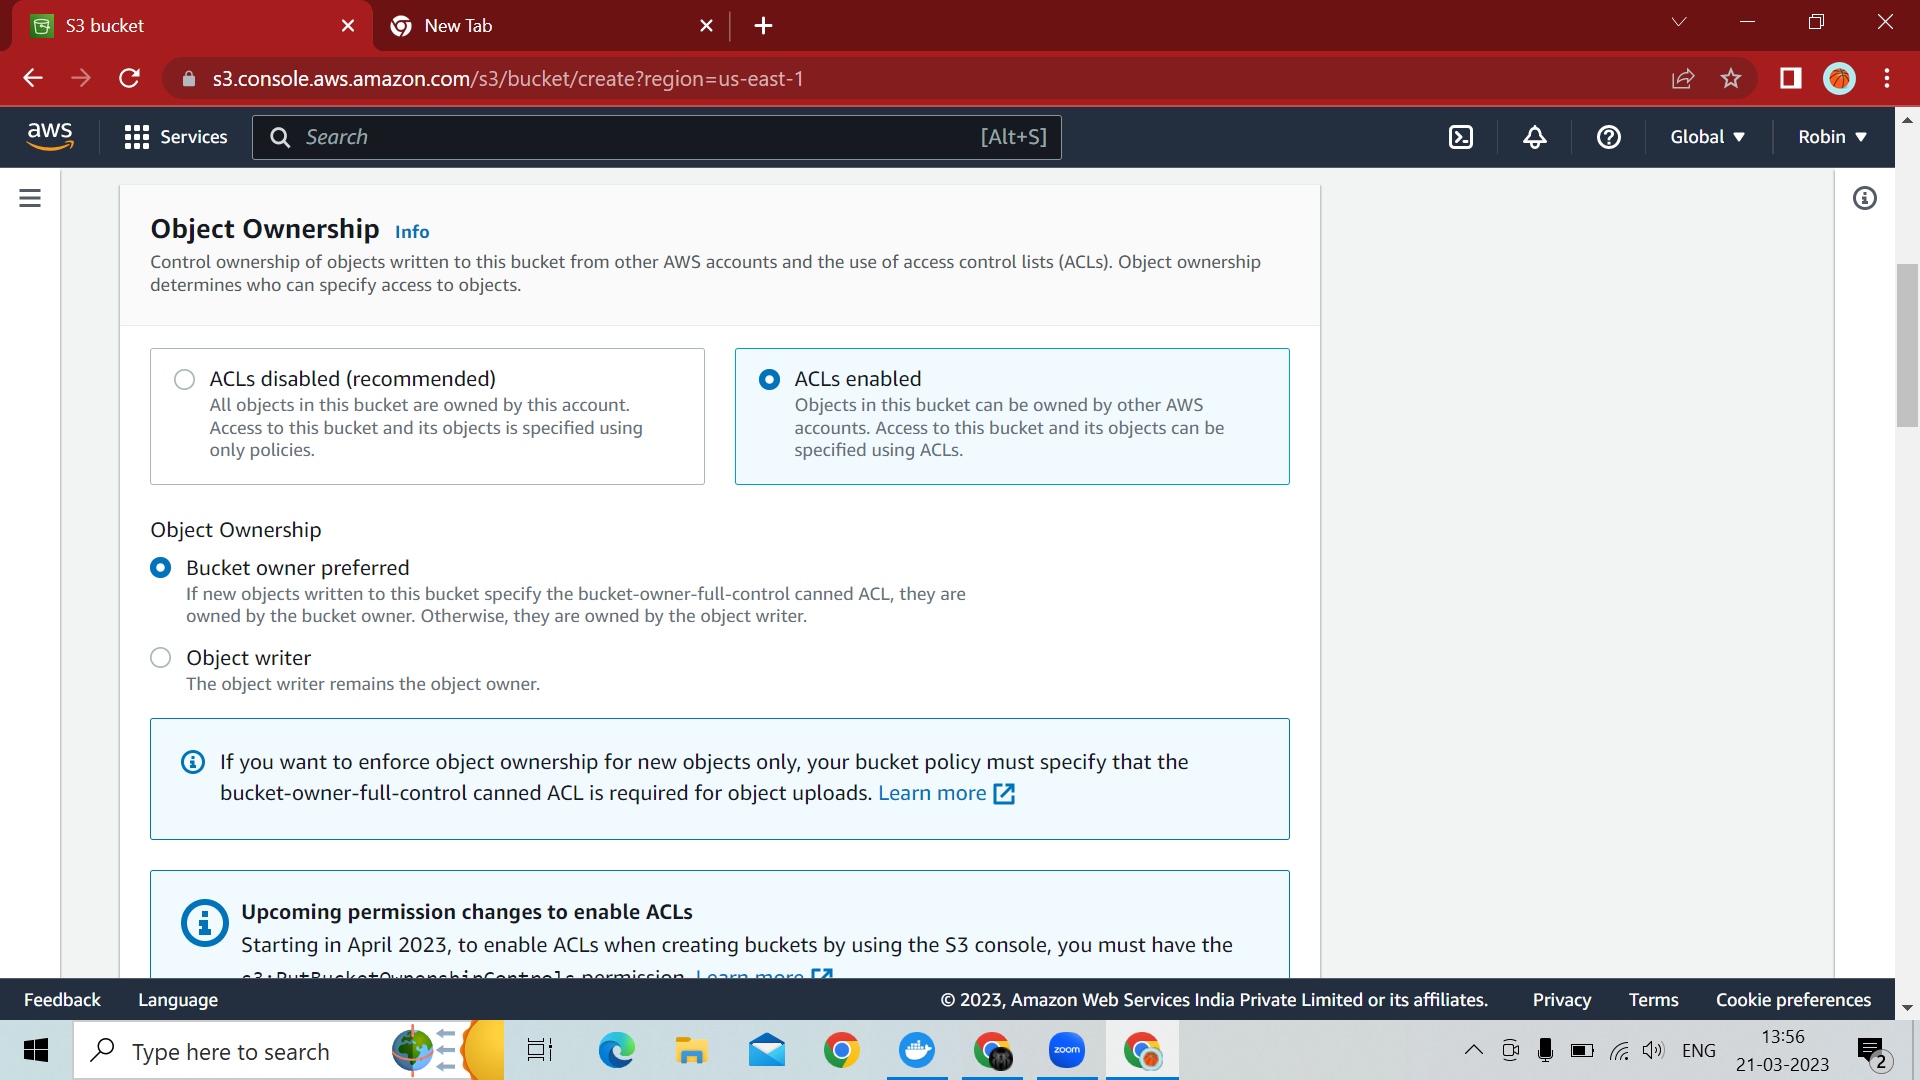 S3 bucket
New Tab
s3.console.aws.amazon.com/s3/bucket/create?region=us-east-1
aws
Services
Search
[Alt+S]
Global
Robin
Object Ownership Info
Control ownership of objects written to this bucket from other AWS accounts and the use of access control lists (ACLs). Object ownership
determines who can specify access to objects.
ACLs disabled (recommended)
All objects in this bucket are owned by this account.
Access to this bucket and its objects is specified using
only policies.
ACLs enabled
Objects in this bucket can be owned by other AWS
accounts. Access to this bucket and its objects can be
specified using ACLs.
Object Ownership
Bucket owner preferred
If new objects written to this bucket specify the bucket-owner-full-control canned ACL, they are
owned by the bucket owner. Otherwise, they are owned by the object writer.
Object writer
The object writer remains the object owner.
If you want to enforce object ownership for new objects only, your bucket policy must specify that the
bucket-owner-full-control canned ACL is required for object uploads. Learn more
Upcoming permission changes to enable ACLs
Starting in April 2023, to enable ACLs when creating buckets by using the S3 console, you must have the
s3:PutBucketOwnershipControls permission. Learn more
Feedback
Language
© 2023, Amazon Web Services India Private Limited or its affiliates.
Privacy
Terms
Cookie preferences
Type here to search
zoom
ENG
13:56
21-03-2023
2